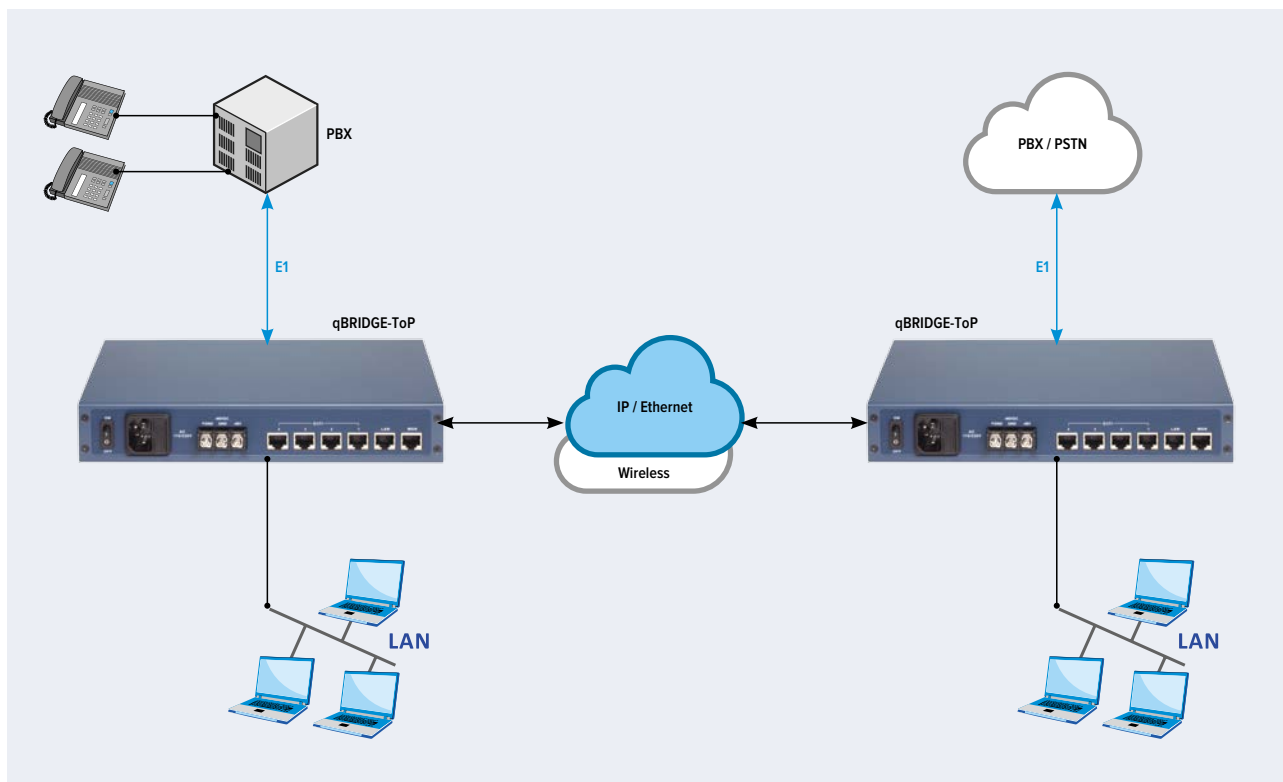 PBX
PBX / PSTN
E1
E1
qBRIDGE-ToP
qBRIDGE-ToP
IP / Ethernet
Wireless
LAN
LAN